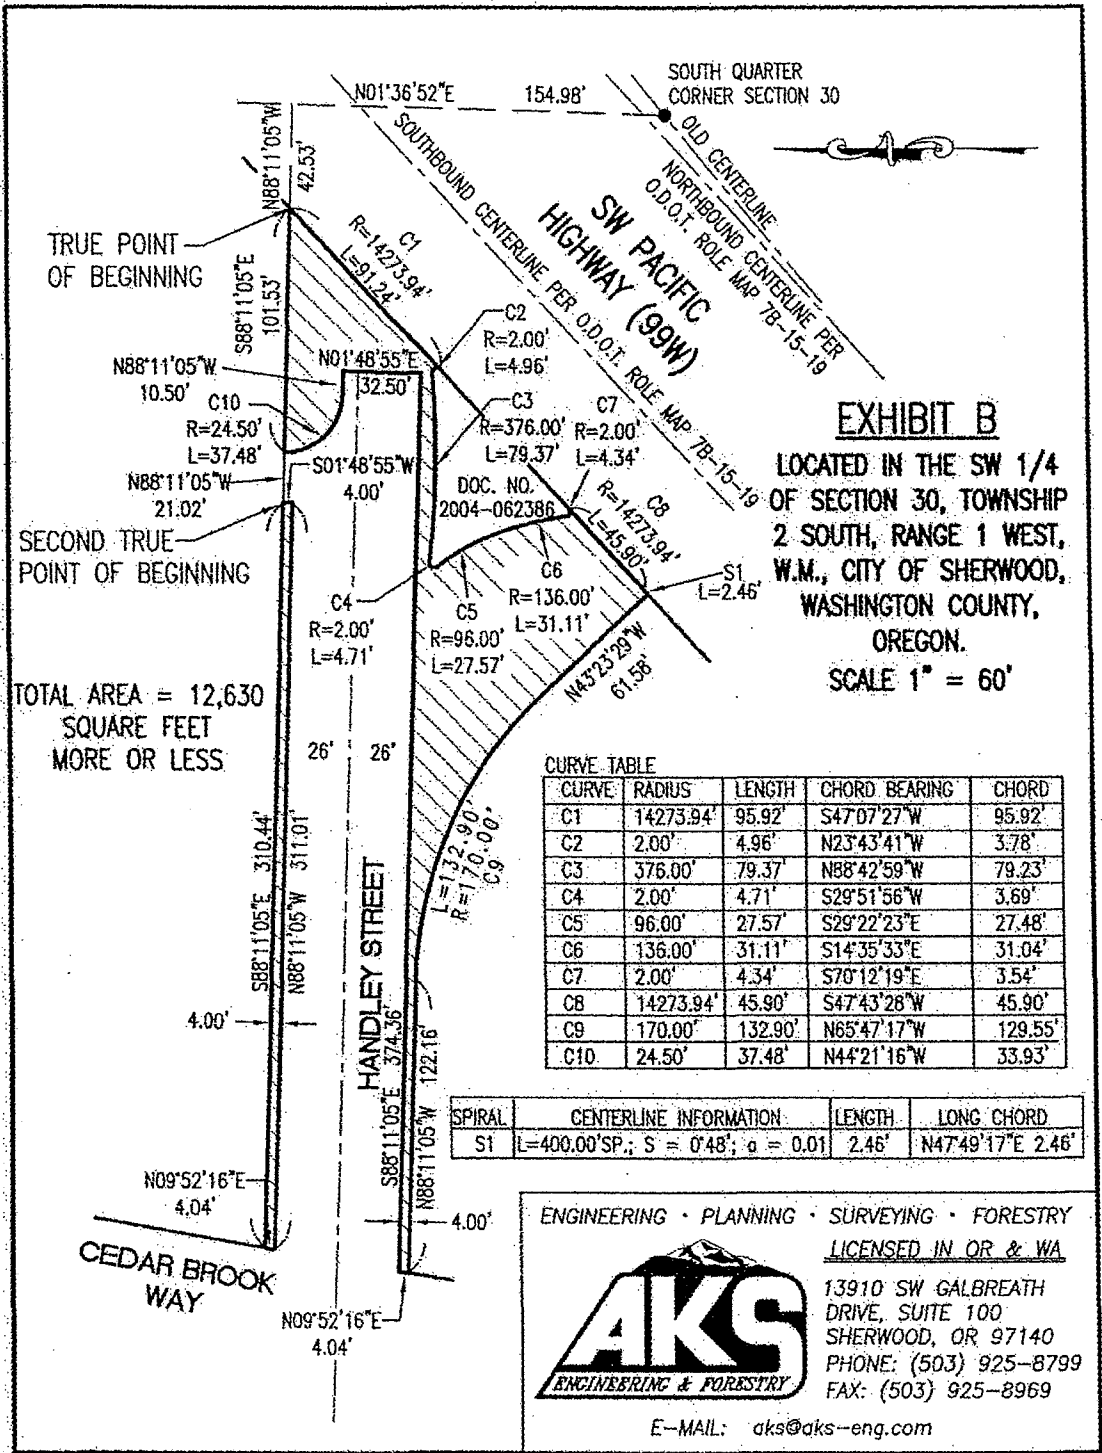 SOUTH QUARTER
CORNER SECTION 30
N01°36'52"E 154.98'
OLD CENTERLINE
NORTHBOUND CENTERLINE PER
O.D.O.T. ROLE MAP 7B-15-19
SW PACIFIC
HIGHWAY (99W)
SOUTHBOUND CENTERLINE PER O.D.O.T. ROLE MAP 7B-15-19
N88°11'05"W
42.53'
TRUE POINT
OF BEGINNING
S88°11'05"E
101.53'
C1
R=14273.94'
L=91.24'
C2
R=2.00'
L=4.96'
N01°48'55"E
32.50'
N88°11'05"W
10.50'
C10
R=24.50'
L=37.48'
C3
R=376.00'
L=79.37'
C7
R=2.00'
L=4.34'
N88°11'05"W
21.02'
S01°48'55"W
4.00'
DOC. NO.
2004-062386
C8
R=14273.94'
L=45.90'
SECOND TRUE
POINT OF BEGINNING
S1
L=2.46'
C4
R=2.00'
L=4.71'
C5
R=96.00'
L=27.57'
C6
R=136.00'
L=31.11'
N43°23'29"W
61.58'
EXHIBIT B
LOCATED IN THE SW 1/4
OF SECTION 30, TOWNSHIP
2 SOUTH, RANGE 1 WEST,
W.M., CITY OF SHERWOOD,
WASHINGTON COUNTY,
OREGON.
SCALE 1" = 60'
TOTAL AREA = 12,630
SQUARE FEET
MORE OR LESS
26' 26'
L=132.90'
R=170.00'
C9
S88°11'05"E 310.44'
N88°11'05"W 311.01'
HANDLEY STREET
S88°11'05"E 374.36'
N88°11'05"W 122.16'
4.00'
4.00'
N09°52'16"E
4.04'
CEDAR BROOK
WAY
N09°52'16"E
4.04'
CURVE TABLE
CURVE RADIUS LENGTH CHORD BEARING CHORD
C1 14273.94' 95.92' S47°07'27"W 95.92'
C2 2.00' 4.96' N23°43'41"W 3.78'
C3 376.00' 79.37' N88°42'59"W 79.23'
C4 2.00' 4.71' S29°51'56"W 3.69'
C5 96.00' 27.57' S29°22'23"E 27.48'
C6 136.00' 31.11' S14°35'33"E 31.04'
C7 2.00' 4.34' S70°12'19"E 3.54'
C8 14273.94' 45.90' S47°43'28"W 45.90'
C9 170.00' 132.90' N65°47'17"W 129.55'
C10 24.50' 37.48' N44°21'16"W 33.93'
SPIRAL CENTERLINE INFORMATION LENGTH LONG CHORD
S1 L=400.00'SP.; S = 0°48'; a = 0.01 2.46' N47°49'17"E 2.46'
ENGINEERING · PLANNING · SURVEYING · FORESTRY
LICENSED IN OR & WA
13910 SW GALBREATH
DRIVE, SUITE 100
SHERWOOD, OR 97140
PHONE: (503) 925-8799
FAX: (503) 925-8969
AKS
ENGINEERING & FORESTRY
E-MAIL: aks@aks-eng.com